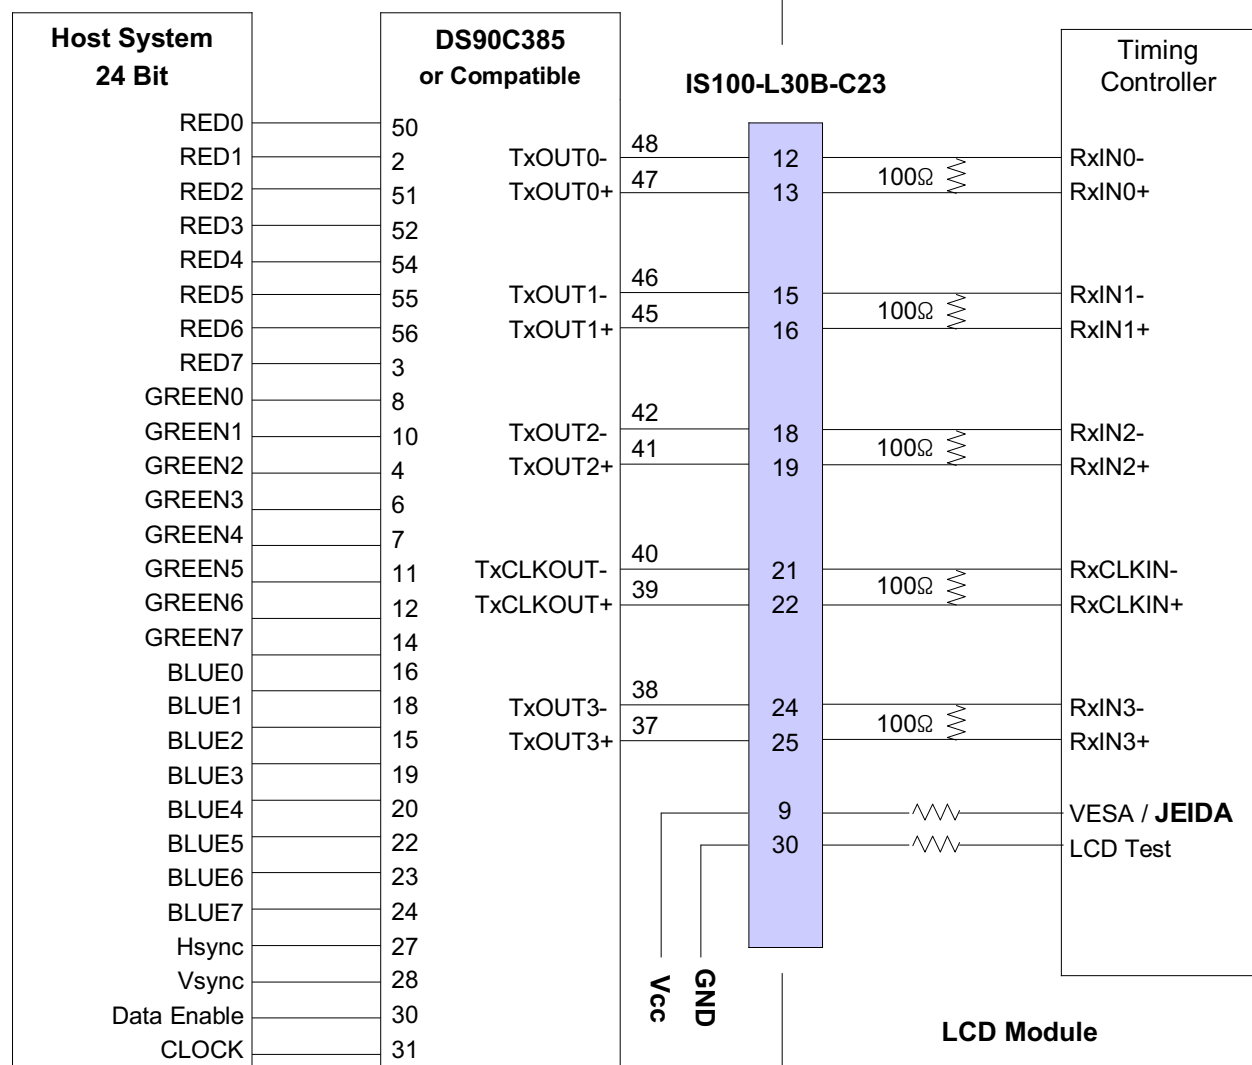 Host System
24 Bit
RED0
RED1
RED2
RED3
RED4
RED5
RED6
RED7
GREEN0
GREEN1
GREEN2
GREEN3
GREEN4
GREEN5
GREEN6
GREEN7
BLUE0
BLUE1
BLUE2
BLUE3
BLUE4
BLUE5
BLUE6
BLUE7
Hsync
Vsync
Data Enable
CLOCK
DS90C385
or Compatible
50
2
51
52
54
55
56
3
8
10
4
6
7
11
12
14
16
18
15
19
20
22
23
24
27
28
30
31
TxOUT0-
TxOUT0+
TxOUT1-
TxOUT1+
TxOUT2-
TxOUT2+
TxCLKOUT-
TxCLKOUT+
TxOUT3-
TxOUT3+
48
47
46
45
42
41
40
39
38
37
Vcc
GND
IS100-L30B-C23
12
13
15
16
18
19
21
22
24
25
9
30
100Ω
100Ω
100Ω
100Ω
100Ω
Timing
Controller
RxIN0-
RxIN0+
RxIN1-
RxIN1+
RxIN2-
RxIN2+
RxCLKIN-
RxCLKIN+
RxIN3-
RxIN3+
VESA / JEIDA
LCD Test
LCD Module